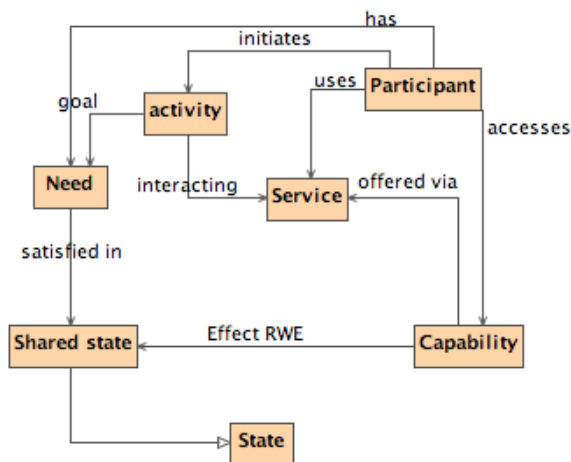 has
initiates
uses
Participant
goal
activity
accesses
Need
interacting
Service
offered via
satisfied in
Shared state
Effect RWE
Capability
State